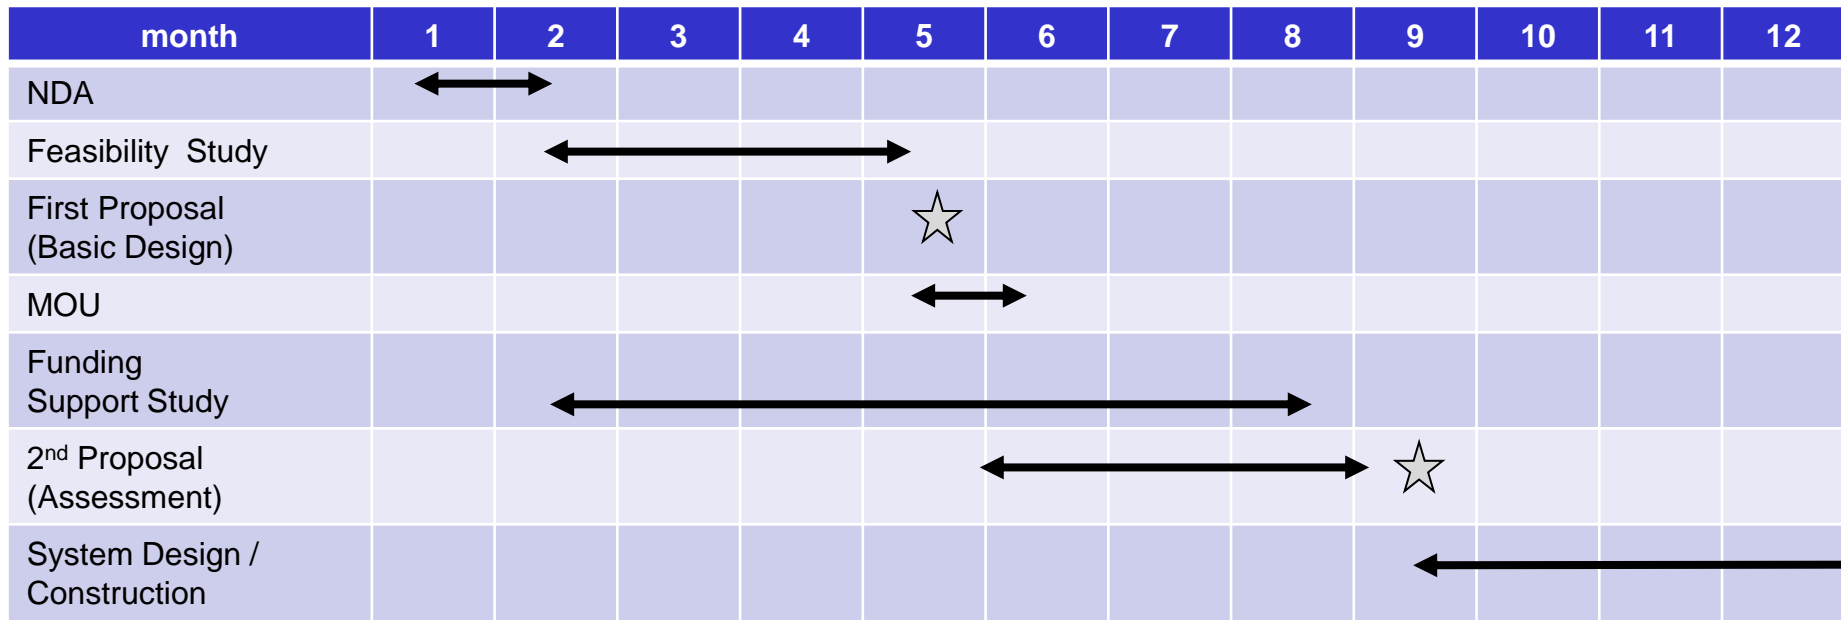 month 1 2 3 4 5 6 7 8 9 10 11 12
NDA
Feasibility Study
First Proposal
(Basic Design)
MOU
Funding
Support Study
2nd Proposal
(Assessment)
System Design /
Construction